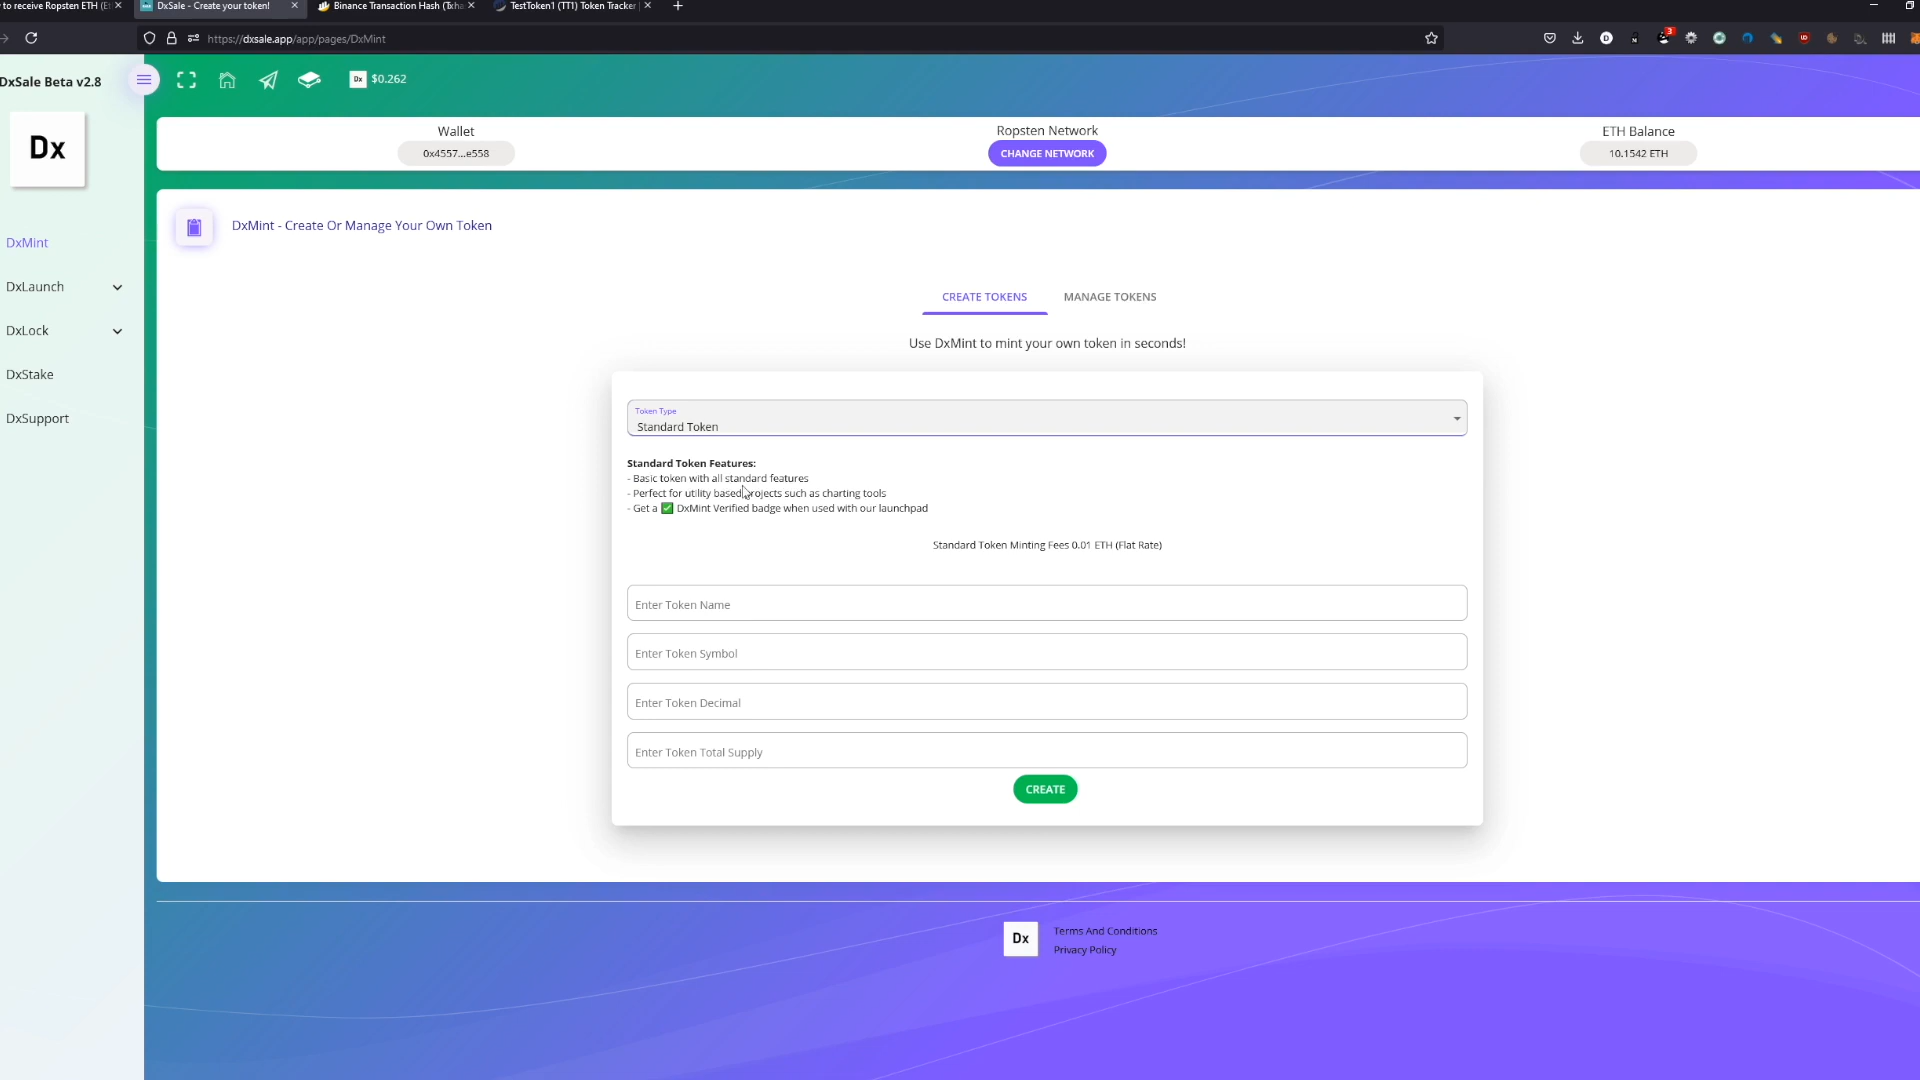 to receive Ropsten ETH (Et
DxSale - Create your token!
Binance Transaction Hash (Txha
TestToken1 (TT1) Token Tracker
https://dxsale.app/app/pages/DxMint
3
DxSale Beta v2.8
Dx $0.262
Dx
Wallet
0x4557...e558
Ropsten Network
CHANGE NETWORK
ETH Balance
10.1542 ETH
DxMint
DxLaunch
DxLock
DxStake
DxSupport
DxMint - Create Or Manage Your Own Token
CREATE TOKENS
MANAGE TOKENS
Use DxMint to mint your own token in seconds!
Token Type
Standard Token
Standard Token Features:
- Basic token with all standard features
- Perfect for utility based projects such as charting tools
- Get a ✅ DxMint Verified badge when used with our launchpad
Standard Token Minting Fees 0.01 ETH (Flat Rate)
Enter Token Name
Enter Token Symbol
Enter Token Decimal
Enter Token Total Supply
CREATE
Dx
Terms And Conditions
Privacy Policy